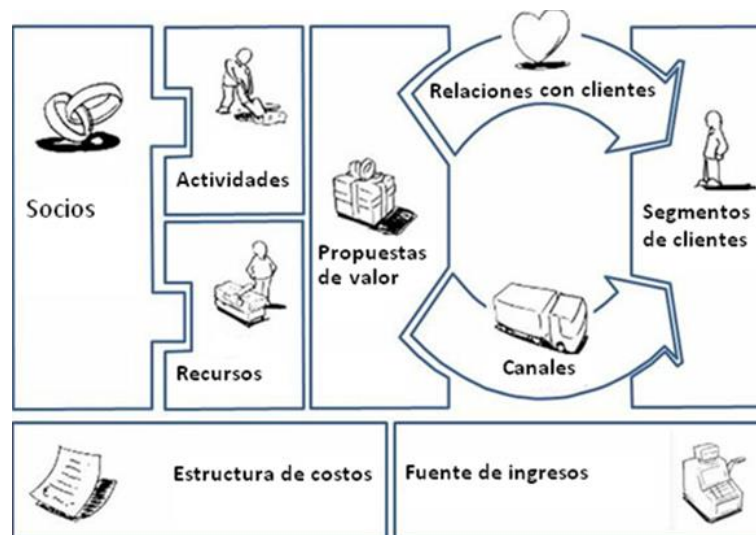 Relaciones con clientes
Actividades
Socios
Segmentos
de clientes
Propuestas
de valor
Recursos
Canales
Estructura de costos
Fuente de ingresos